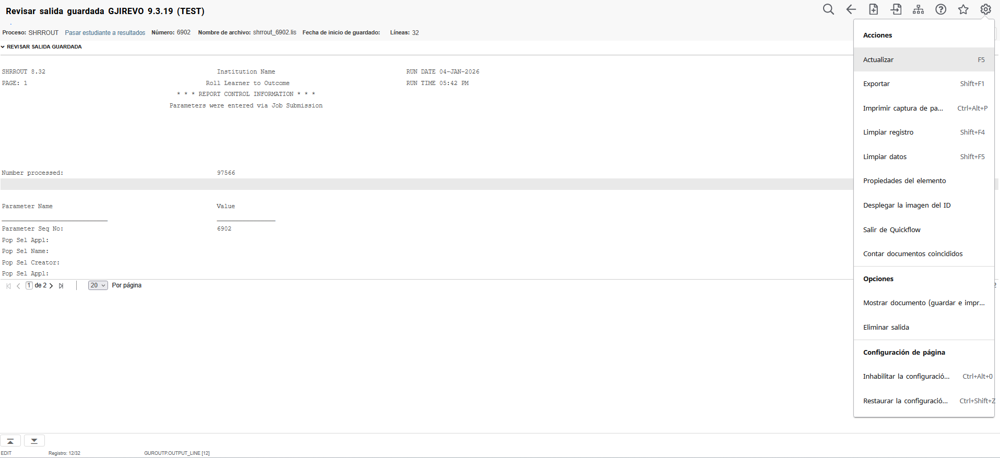 Revisar salida guardada GJIREVO 9.3.19 (TEST)
Proceso: SHRROUT Pasar estudiante a resultados Número: 6902 Nombre de archivo: shrrout_6902.lis Fecha de inicio de guardado: Líneas: 32
REVISAR SALIDA GUARDADA
SHRROUT 8.32 Institution Name RUN DATE 04-JAN-2026
PAGE: 1 Roll Learner to Outcome RUN TIME 05:42 PM
* * * REPORT CONTROL INFORMATION * * *
Parameters were entered via Job Submission
Number processed: 97566
Parameter Name Value
Parameter Seq No: 6902
Pop Sel Appl:
Pop Sel Name:
Pop Sel Creator:
Pop Sel Appl:
1 de 2 20 Por página
Acciones
Actualizar F5
Exportar Shift+F1
Imprimir captura de pa... Ctrl+Alt+P
Limpiar registro Shift+F4
Limpiar datos Shift+F5
Propiedades del elemento
Desplegar la imagen del ID
Salir de Quickflow
Contar documentos coincididos
Opciones
Mostrar documento (guardar e impr...
Eliminar salida
Configuración de página
Inhabilitar la configuració... Ctrl+Alt+0
Restaurar la configuració... Ctrl+Shift+Z
EDIT Registro: 12/32 GUROUTP.OUTPUT_LINE [12]